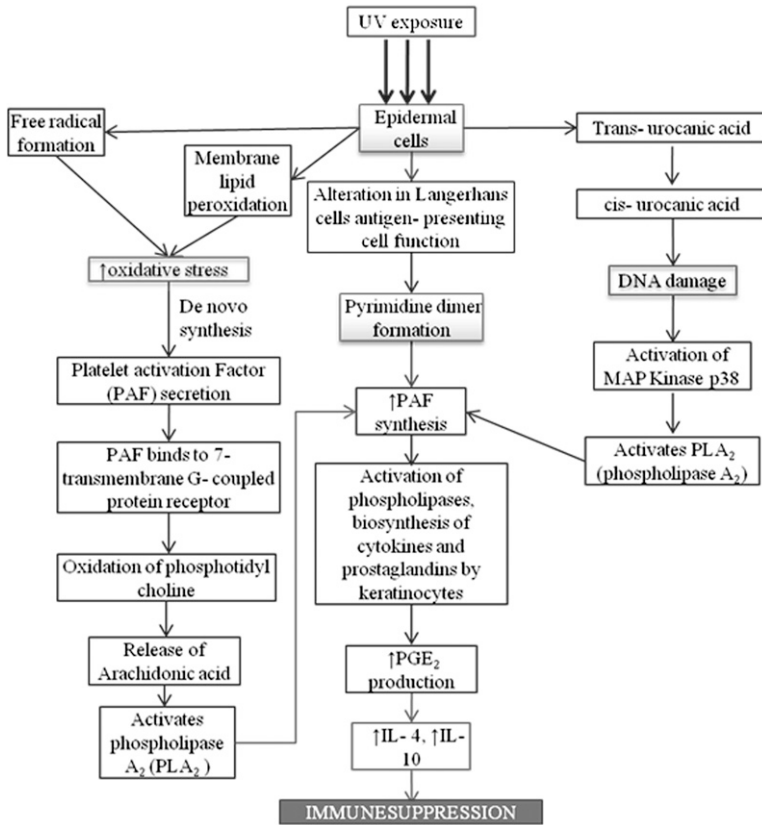 UV exposure
Epidermal
cells
Free radical
formation
Membrane
lipid
peroxidation
↑oxidative stress
De novo
synthesis
Platelet activation Factor
(PAF) secretion
PAF binds to 7-
transmembrane G- coupled
protein receptor
Oxidation of phosphotidyl
choline
Release of
Arachidonic acid
Activates
phospholipase
A₂ (PLA₂ )
Alteration in Langerhans
cells antigen- presenting
cell function
Pyrimidine dimer
formation
↑PAF
synthesis
Activation of
phospholipases,
biosynthesis of
cytokines and
prostaglandins by
keratinocytes
↑PGE₂
production
↑IL- 4, ↑IL-
10
IMMUNESUPPRESSION
Trans- urocanic acid
cis- urocanic acid
DNA damage
Activation of
MAP Kinase p38
Activates PLA₂
(phospholipase A₂)